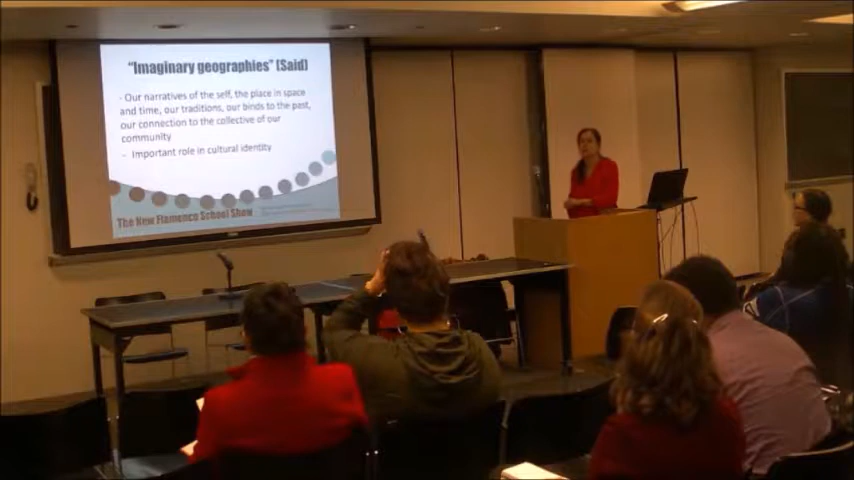 "Imaginary geographies" (Said)
- Our narratives of the self, the place in space
and time, our traditions, our binds to the past,
our connection to the collective of our
community
- Important role in cultural identity
The New Flamenco School Show